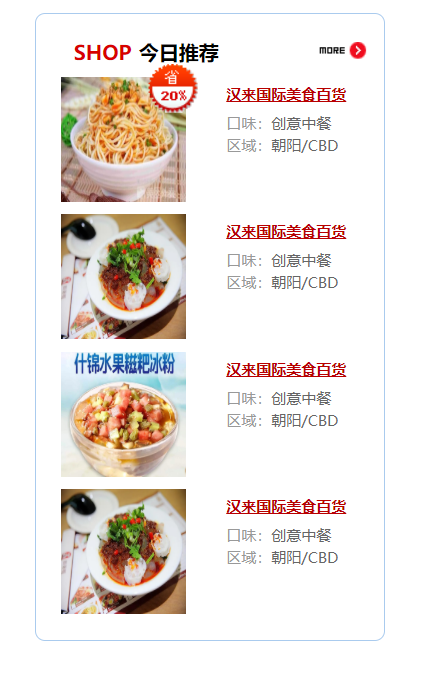 SHOP 今日推荐
MORE
省
20%
汉来国际美食百货
口味：创意中餐
区域：朝阳/CBD
汉来国际美食百货
口味：创意中餐
区域：朝阳/CBD
什锦水果糍粑冰粉
汉来国际美食百货
口味：创意中餐
区域：朝阳/CBD
汉来国际美食百货
口味：创意中餐
区域：朝阳/CBD